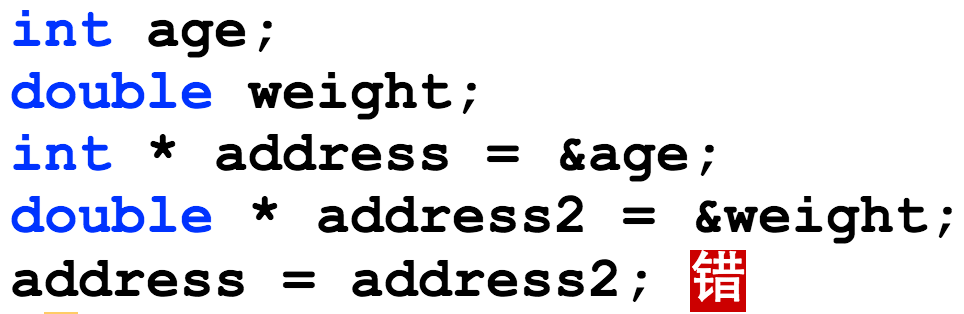 int age;
double weight;
int * address = &age;
double * address2 = &weight;
address = address2; 错